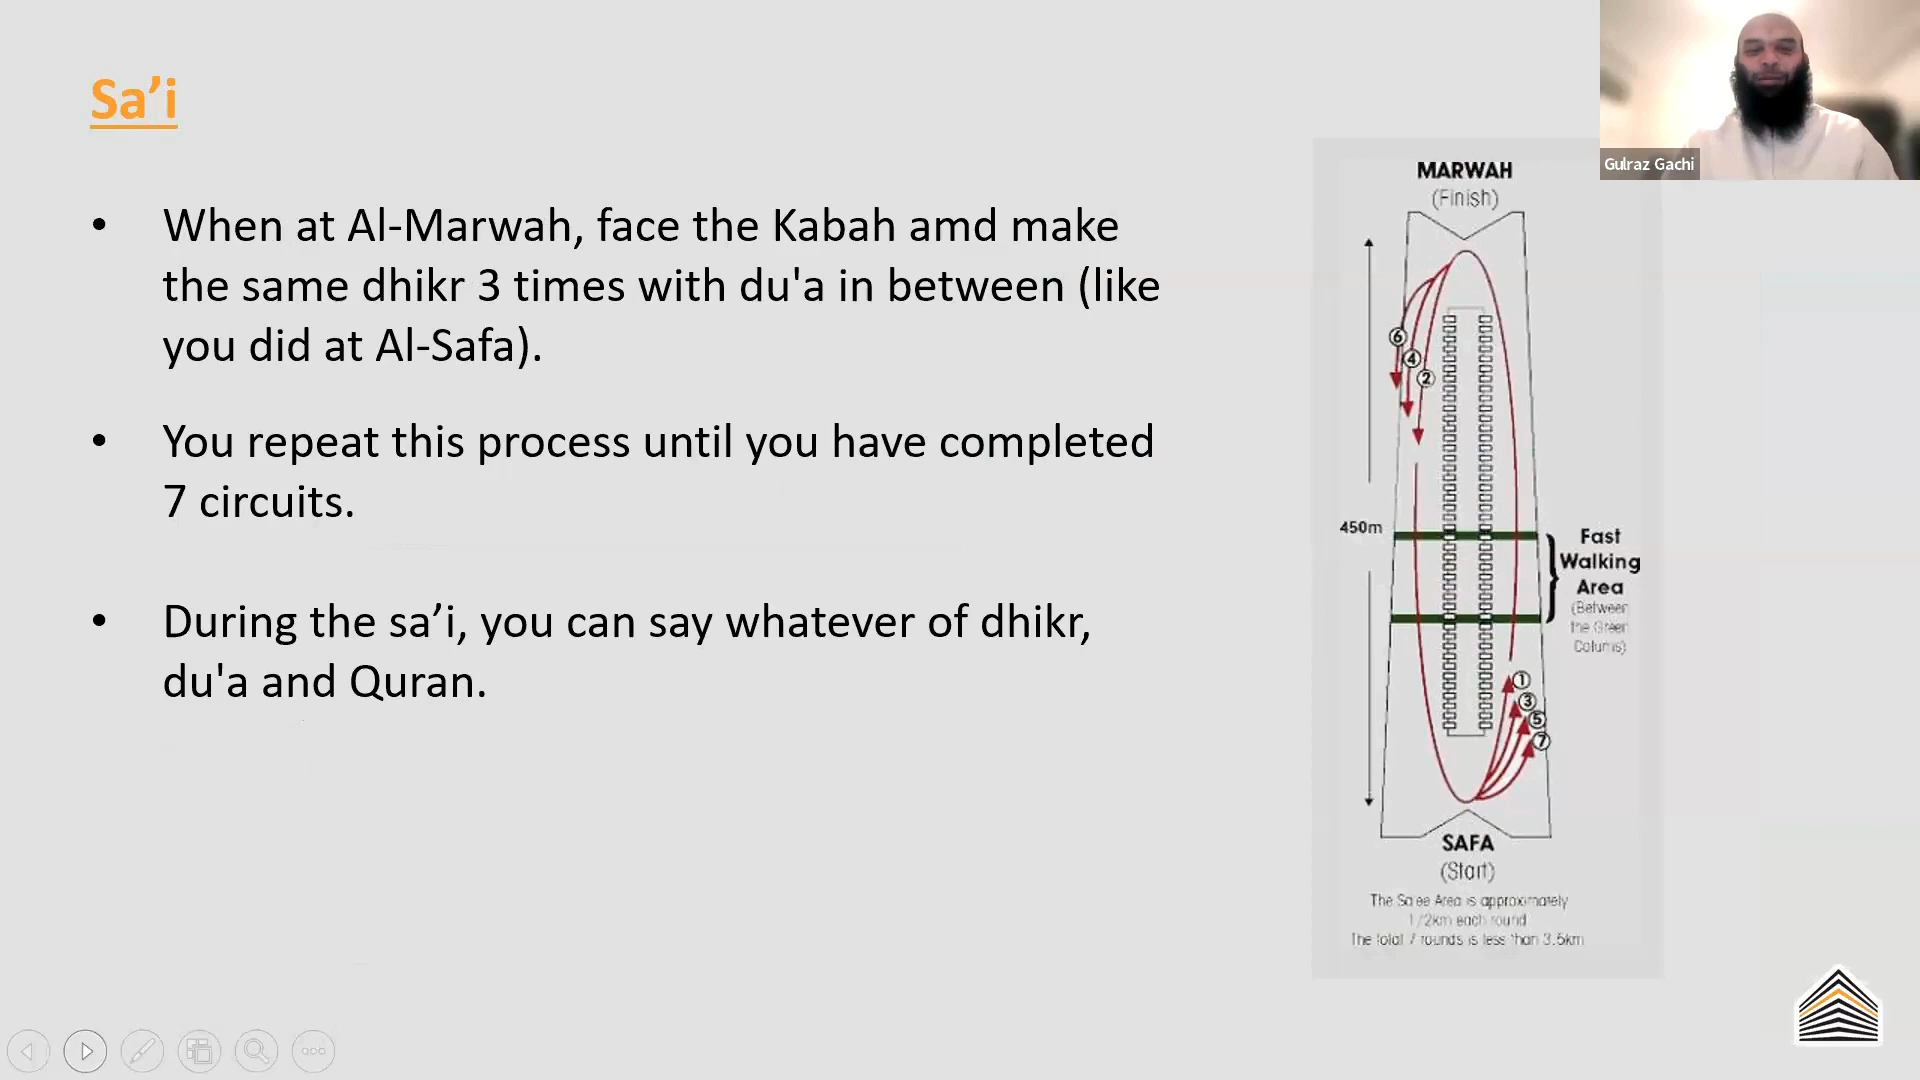 Sa’i
• When at Al-Marwah, face the Kabah amd make
the same dhikr 3 times with du'a in between (like
you did at Al-Safa).
• You repeat this process until you have completed
7 circuits.
• During the sa’i, you can say whatever of dhikr,
du'a and Quran.
Gulraz Gachi
MARWAH
(Finish)
6
4
2
450m
Fast
Walking
Area
(Between
the Green
Colums)
1
3
5
7
SAFA
(Start)
The Sa'ee Area is approximately
1/2km each round
The total 7 rounds is less than 3.5km